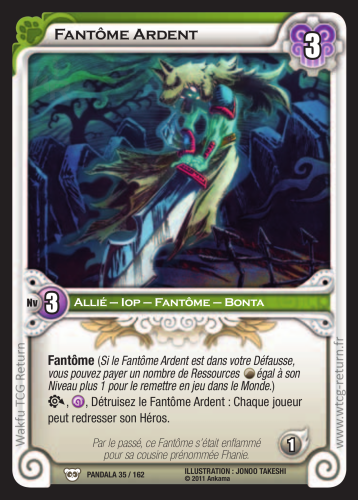 Fantôme Ardent
3
Nv 3
Allié – Iop – Fantôme – Bonta
Fantôme (Si le Fantôme Ardent est dans votre Défausse,
vous pouvez payer un nombre de Ressources égal à son
Niveau plus 1 pour le remettre en jeu dans le Monde.)
, , Détruisez le Fantôme Ardent : Chaque joueur
peut redresser son Héros.
Par le passé, ce Fantôme s'était enflammé
pour sa cousine prénommée Fhanie.
1
PANDALA 35 / 162
ILLUSTRATION : JONOO TAKESHI
© 2011 Ankama
Wakfu TCG Return
www.wtcg-return.fr